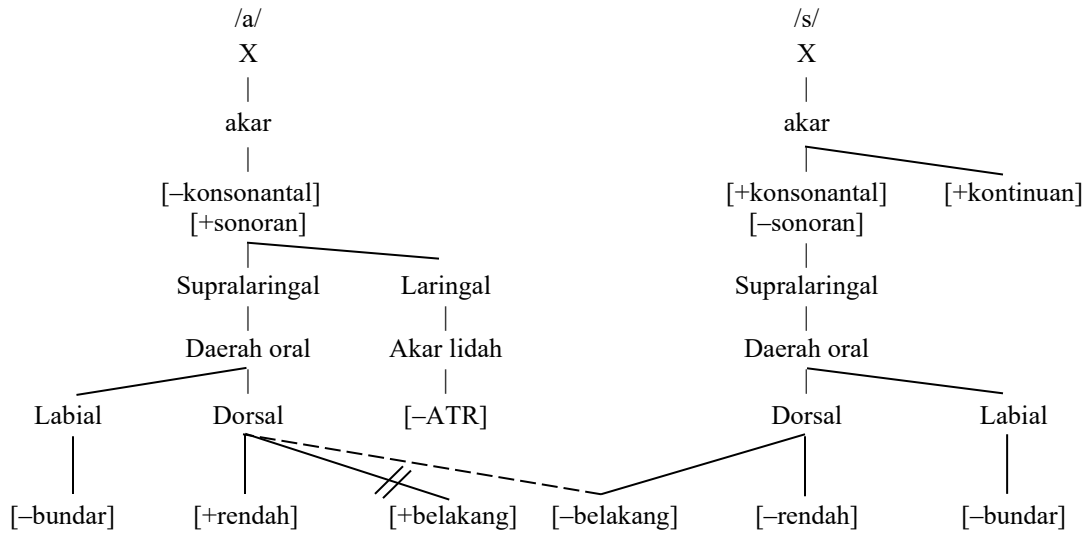 /a/ /s/
X X
akar akar
[–konsonantal] [+konsonantal] [+kontinuan]
[+sonoran] [–sonoran]
Supralaringal Laringal Supralaringal
Daerah oral Akar lidah Daerah oral
Labial Dorsal [–ATR] Dorsal Labial
[–bundar] [+rendah] [+belakang] [–belakang] [–rendah] [–bundar]